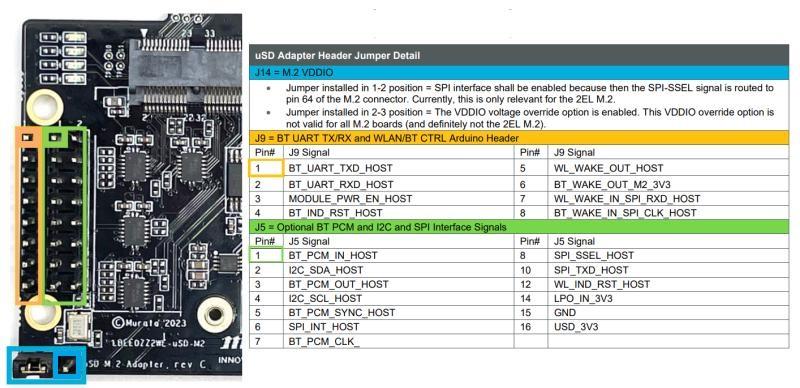 23 33
2 22 32
©Murata 2023
LBEE0ZZ2WE-uSD-M2
uSD M.2 Adapter, rev C
INNO
uSD Adapter Header Jumper Detail
J14 = M.2 VDDIO
• Jumper installed in 1-2 position = SPI interface shall be enabled because then the SPI-SSEL signal is routed to
pin 64 of the M.2 connector. Currently, this is only relevant for the 2EL M.2.
• Jumper installed in 2-3 position = The VDDIO voltage override option is enabled. This VDDIO override option is
not valid for all M.2 boards (and definitely not the 2EL M.2).
J9 = BT UART TX/RX and WLAN/BT CTRL Arduino Header
Pin# J9 Signal Pin# J9 Signal
1 BT_UART_TXD_HOST 5 WL_WAKE_OUT_HOST
2 BT_UART_RXD_HOST 6 BT_WAKE_OUT_M2_3V3
3 MODULE_PWR_EN_HOST 7 WL_WAKE_IN_SPI_RXD_HOST
4 BT_IND_RST_HOST 8 BT_WAKE_IN_SPI_CLK_HOST
J5 = Optional BT PCM and I2C and SPI Interface Signals
Pin# J5 Signal Pin# J5 Signal
1 BT_PCM_IN_HOST 8 SPI_SSEL_HOST
2 I2C_SDA_HOST 10 SPI_TXD_HOST
3 BT_PCM_OUT_HOST 12 WL_IND_RST_HOST
4 I2C_SCL_HOST 14 LPO_IN_3V3
5 BT_PCM_SYNC_HOST 15 GND
6 SPI_INT_HOST 16 USD_3V3
7 BT_PCM_CLK_